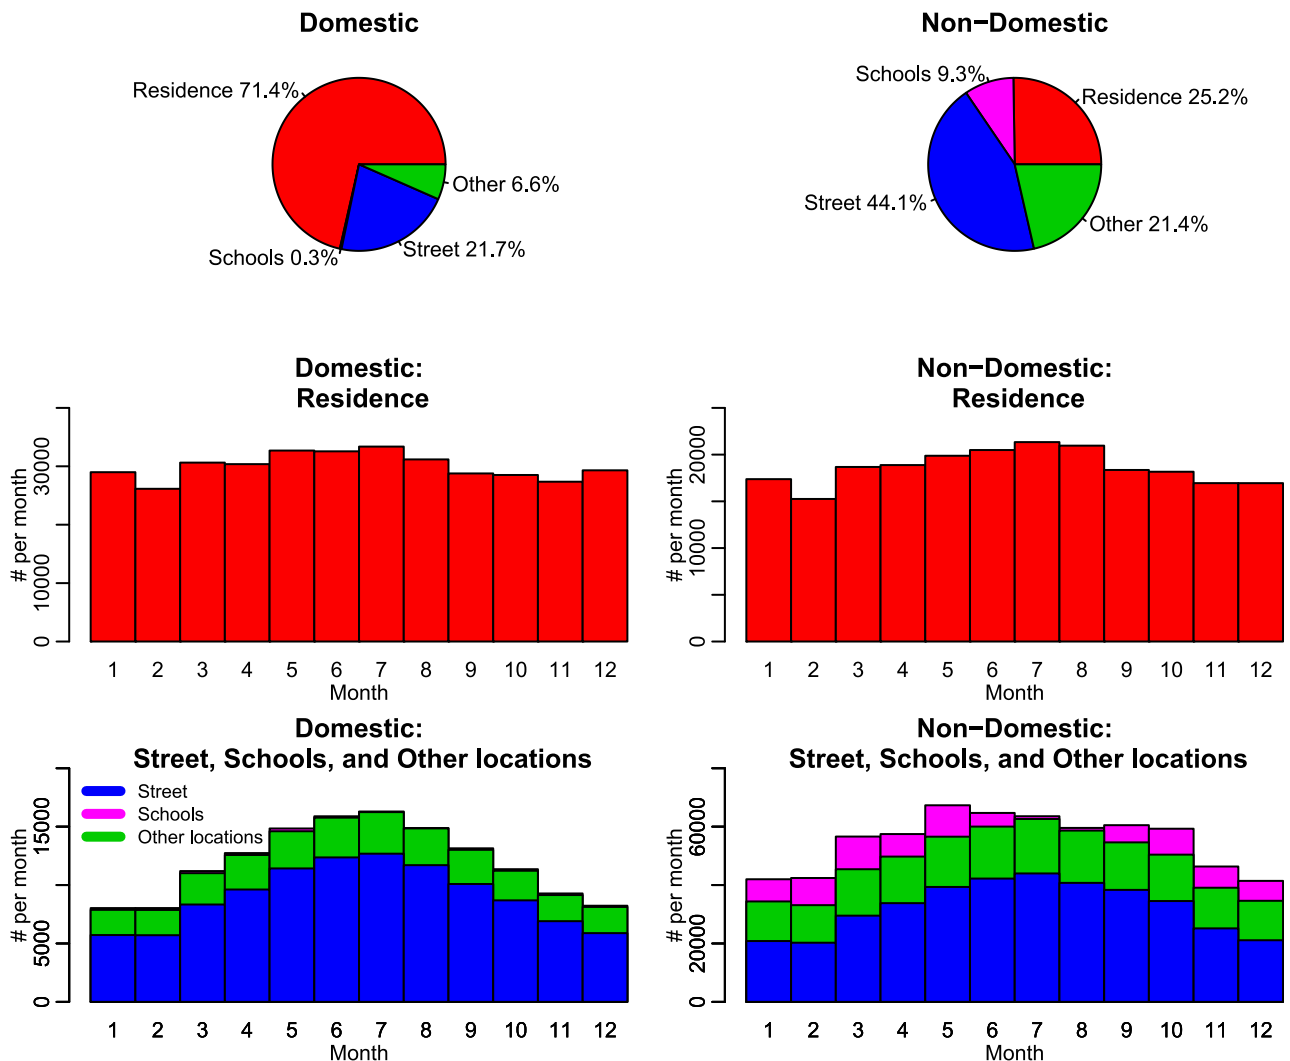 Domestic
Residence 71.4%
Other 6.6%
Street 21.7%
Schools 0.3%
Non−Domestic
Schools 9.3%
Residence 25.2%
Street 44.1%
Other 21.4%
Domestic:
Residence
# per month
0 10000 30000
1 2 3 4 5 6 7 8 9 10 11 12
Month
Non−Domestic:
Residence
# per month
0 10000 20000
1 2 3 4 5 6 7 8 9 10 11 12
Month
Domestic:
Street, Schools, and Other locations
Street
Schools
Other locations
# per month
0 5000 15000
1 2 3 4 5 6 7 8 9 10 11 12
Month
Non−Domestic:
Street, Schools, and Other locations
# per month
0 20000 60000
1 2 3 4 5 6 7 8 9 10 11 12
Month